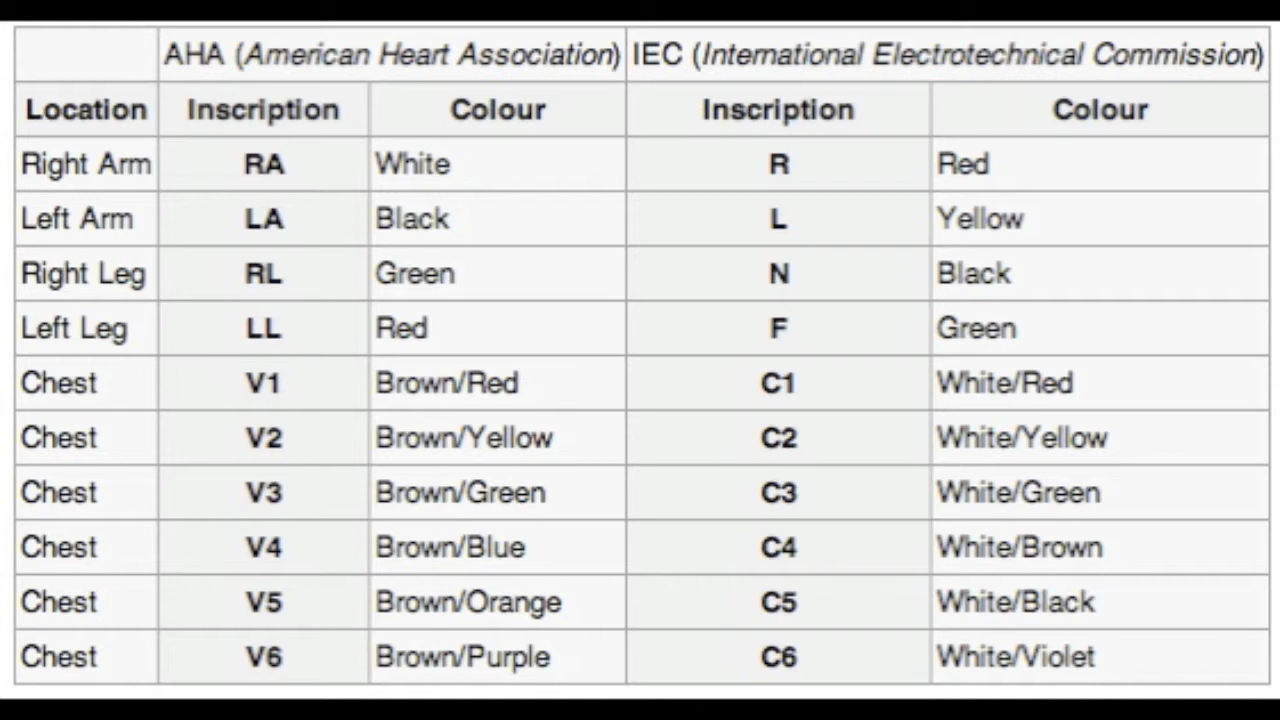 AHA (American Heart Association) IEC (International Electrotechnical Commission)
Location Inscription Colour Inscription Colour
Right Arm RA White R Red
Left Arm LA Black L Yellow
Right Leg RL Green N Black
Left Leg LL Red F Green
Chest V1 Brown/Red C1 White/Red
Chest V2 Brown/Yellow C2 White/Yellow
Chest V3 Brown/Green C3 White/Green
Chest V4 Brown/Blue C4 White/Brown
Chest V5 Brown/Orange C5 White/Black
Chest V6 Brown/Purple C6 White/Violet